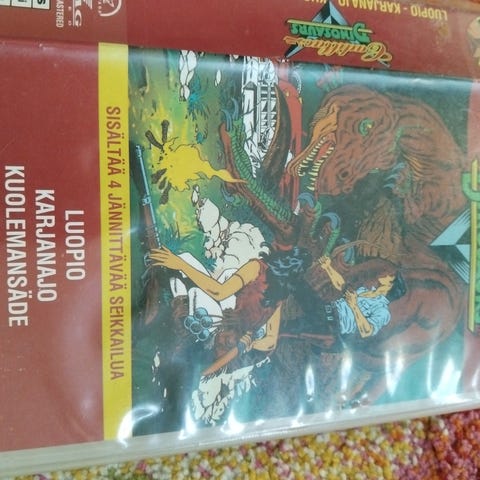 Cadillacs
DINOSAURS
LUOPIO - KARJANAJO
SISÄLTÄÄ 4 JÄNNITTÄVÄÄ SEIKKAILUA
LUOPIO
KARJANAJO
KUOLEMANSÄDE